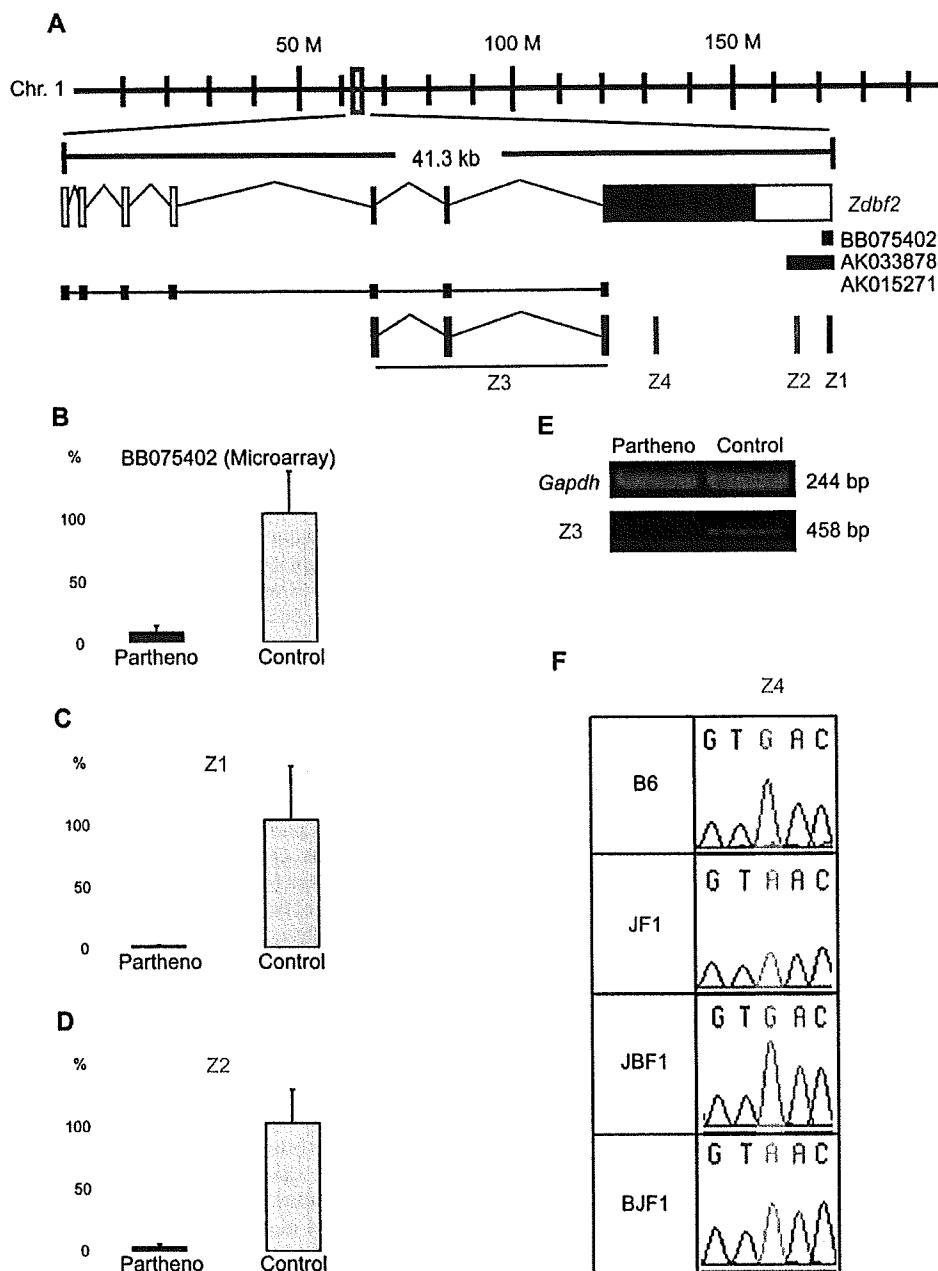 A
50 M 100 M 150 M
Chr. 1
41.3 kb
Zdbf2
BB075402
AK033878
AK015271
Z3 Z4 Z2 Z1
B
% BB075402 (Microarray)
100
50
0
Partheno Control
C
% Z1
100
50
0
Partheno Control
D
% Z2
100
50
0
Partheno Control
E
Partheno Control
Gapdh 244 bp
Z3 458 bp
F
Z4
B6 G T G A C
JF1 G T A A C
JBF1 G T G A C
BJF1 G T A A C